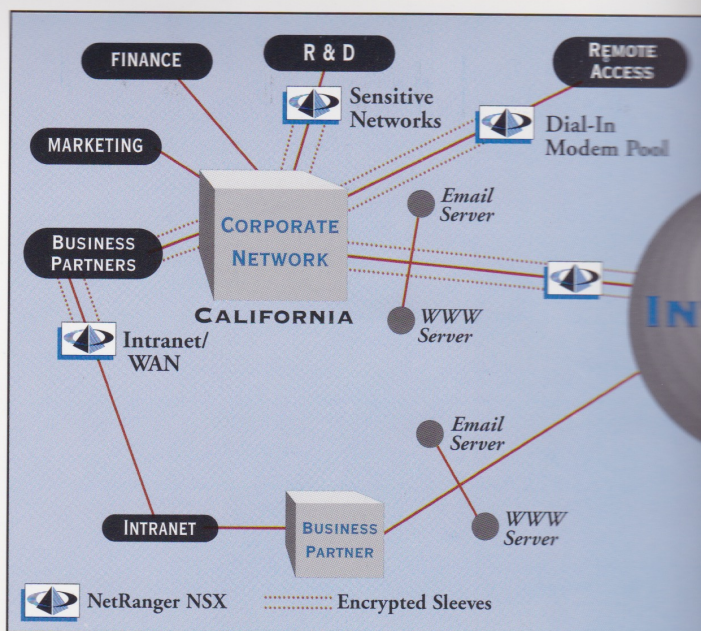 FINANCE
R & D
REMOTE
ACCESS
Sensitive
Networks
Dial-In
Modem Pool
MARKETING
Email
Server
CORPORATE
NETWORK
BUSINESS
PARTNERS
CALIFORNIA
WWW
Server
IN
Intranet/
WAN
Email
Server
INTRANET
BUSINESS
PARTNER
WWW
Server
NetRanger NSX
Encrypted Sleeves